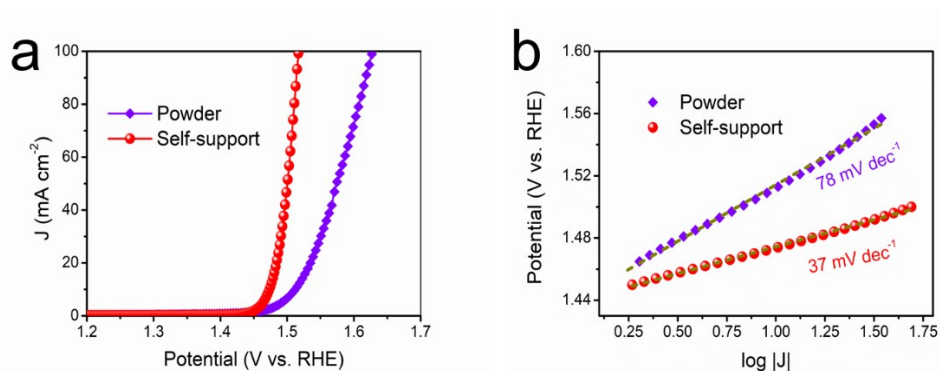 a
100
80
60
40
20
0
J (mA cm⁻²)
Powder
Self-support
1.2
1.3
1.4
1.5
1.6
1.7
Potential (V vs. RHE)
b
1.60
1.56
1.52
1.48
1.44
Potential (V vs. RHE)
Powder
Self-support
78 mV dec⁻¹
37 mV dec⁻¹
0.25
0.50
0.75
1.00
1.25
1.50
1.75
log |J|